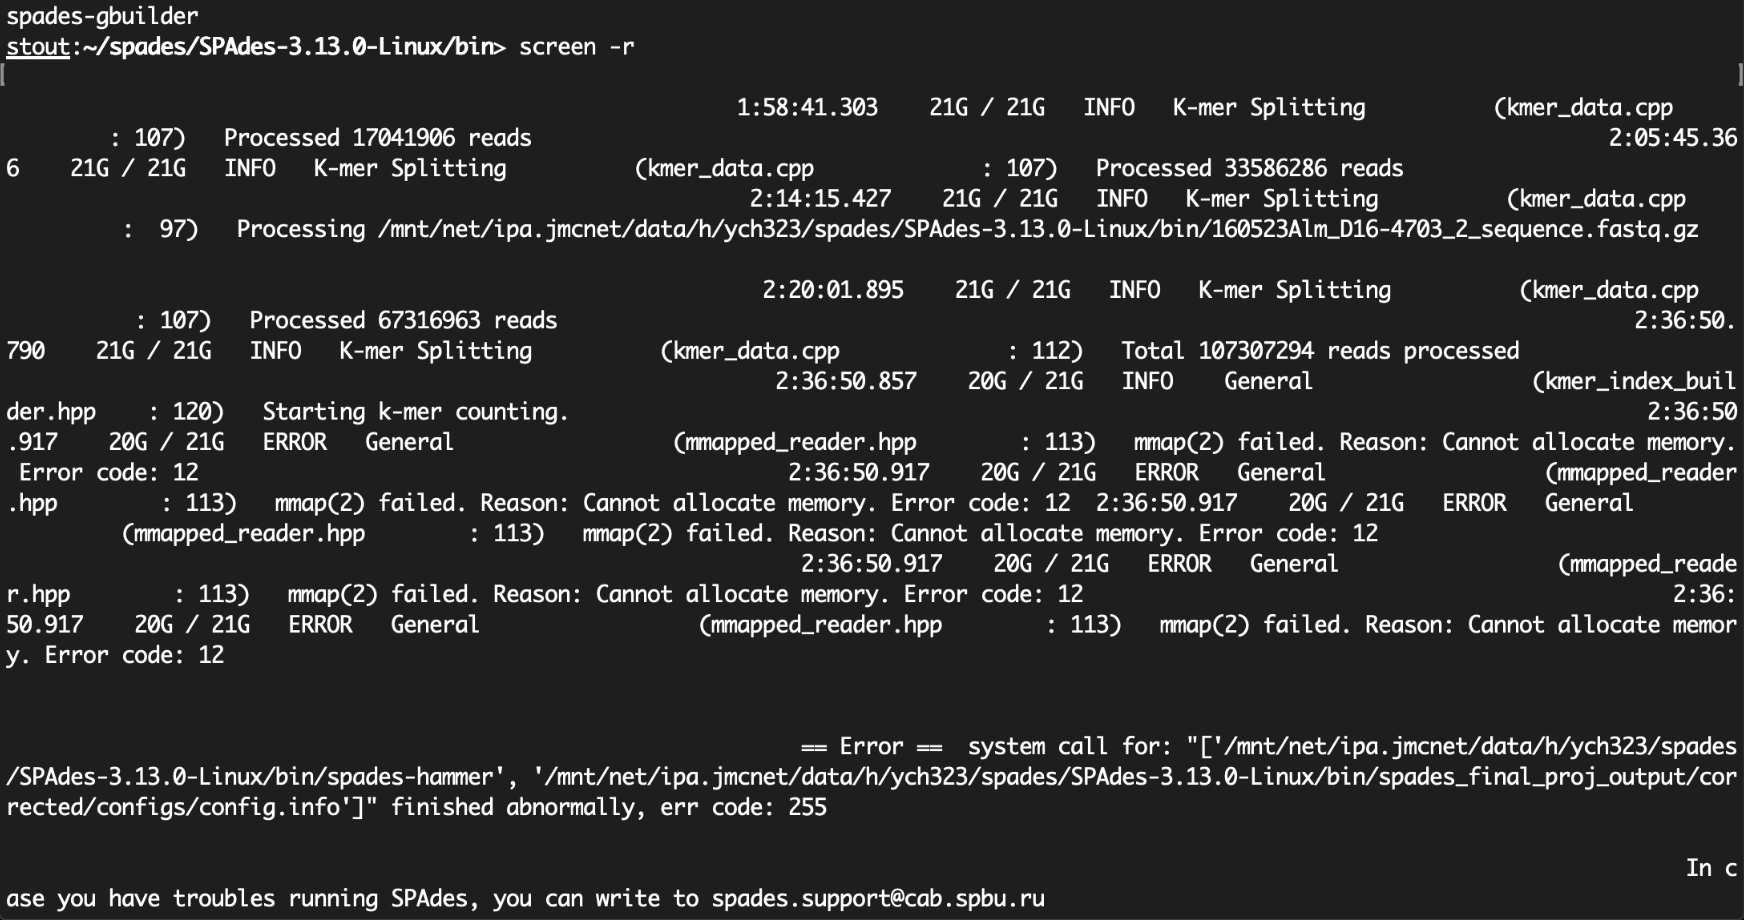 spades-gbuilder
stout:~/spades/SPAdes-3.13.0-Linux/bin> screen -r
[ ]
1:58:41.303    21G / 21G   INFO   K-mer Splitting          (kmer_data.cpp
: 107)   Processed 17041906 reads 2:05:45.36
6    21G / 21G   INFO   K-mer Splitting          (kmer_data.cpp             : 107)   Processed 33586286 reads
2:14:15.427    21G / 21G   INFO   K-mer Splitting          (kmer_data.cpp
:  97)   Processing /mnt/net/ipa.jmcnet/data/h/ych323/spades/SPAdes-3.13.0-Linux/bin/160523Alm_D16-4703_2_sequence.fastq.gz
2:20:01.895    21G / 21G   INFO   K-mer Splitting          (kmer_data.cpp
: 107)   Processed 67316963 reads 2:36:50.
790    21G / 21G   INFO   K-mer Splitting          (kmer_data.cpp             : 112)   Total 107307294 reads processed
2:36:50.857    20G / 21G   INFO    General                 (kmer_index_buil
der.hpp    : 120)   Starting k-mer counting. 2:36:50
.917    20G / 21G   ERROR   General                 (mmapped_reader.hpp        : 113)   mmap(2) failed. Reason: Cannot allocate memory.
Error code: 12 2:36:50.917    20G / 21G   ERROR   General                 (mmapped_reader
.hpp        : 113)   mmap(2) failed. Reason: Cannot allocate memory. Error code: 12  2:36:50.917    20G / 21G   ERROR   General
(mmapped_reader.hpp        : 113)   mmap(2) failed. Reason: Cannot allocate memory. Error code: 12
2:36:50.917    20G / 21G   ERROR   General                 (mmapped_reade
r.hpp        : 113)   mmap(2) failed. Reason: Cannot allocate memory. Error code: 12 2:36:
50.917    20G / 21G   ERROR   General                 (mmapped_reader.hpp        : 113)   mmap(2) failed. Reason: Cannot allocate memor
y. Error code: 12
== Error ==  system call for: "['/mnt/net/ipa.jmcnet/data/h/ych323/spades
/SPAdes-3.13.0-Linux/bin/spades-hammer', '/mnt/net/ipa.jmcnet/data/h/ych323/spades/SPAdes-3.13.0-Linux/bin/spades_final_proj_output/cor
rected/configs/config.info']" finished abnormally, err code: 255
In c
ase you have troubles running SPAdes, you can write to spades.support@cab.spbu.ru